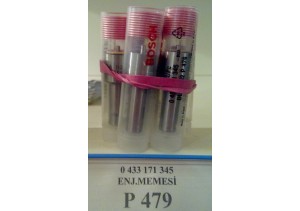 BOSCH
0 433 171 345
ENJ.MEMESİ
P 479